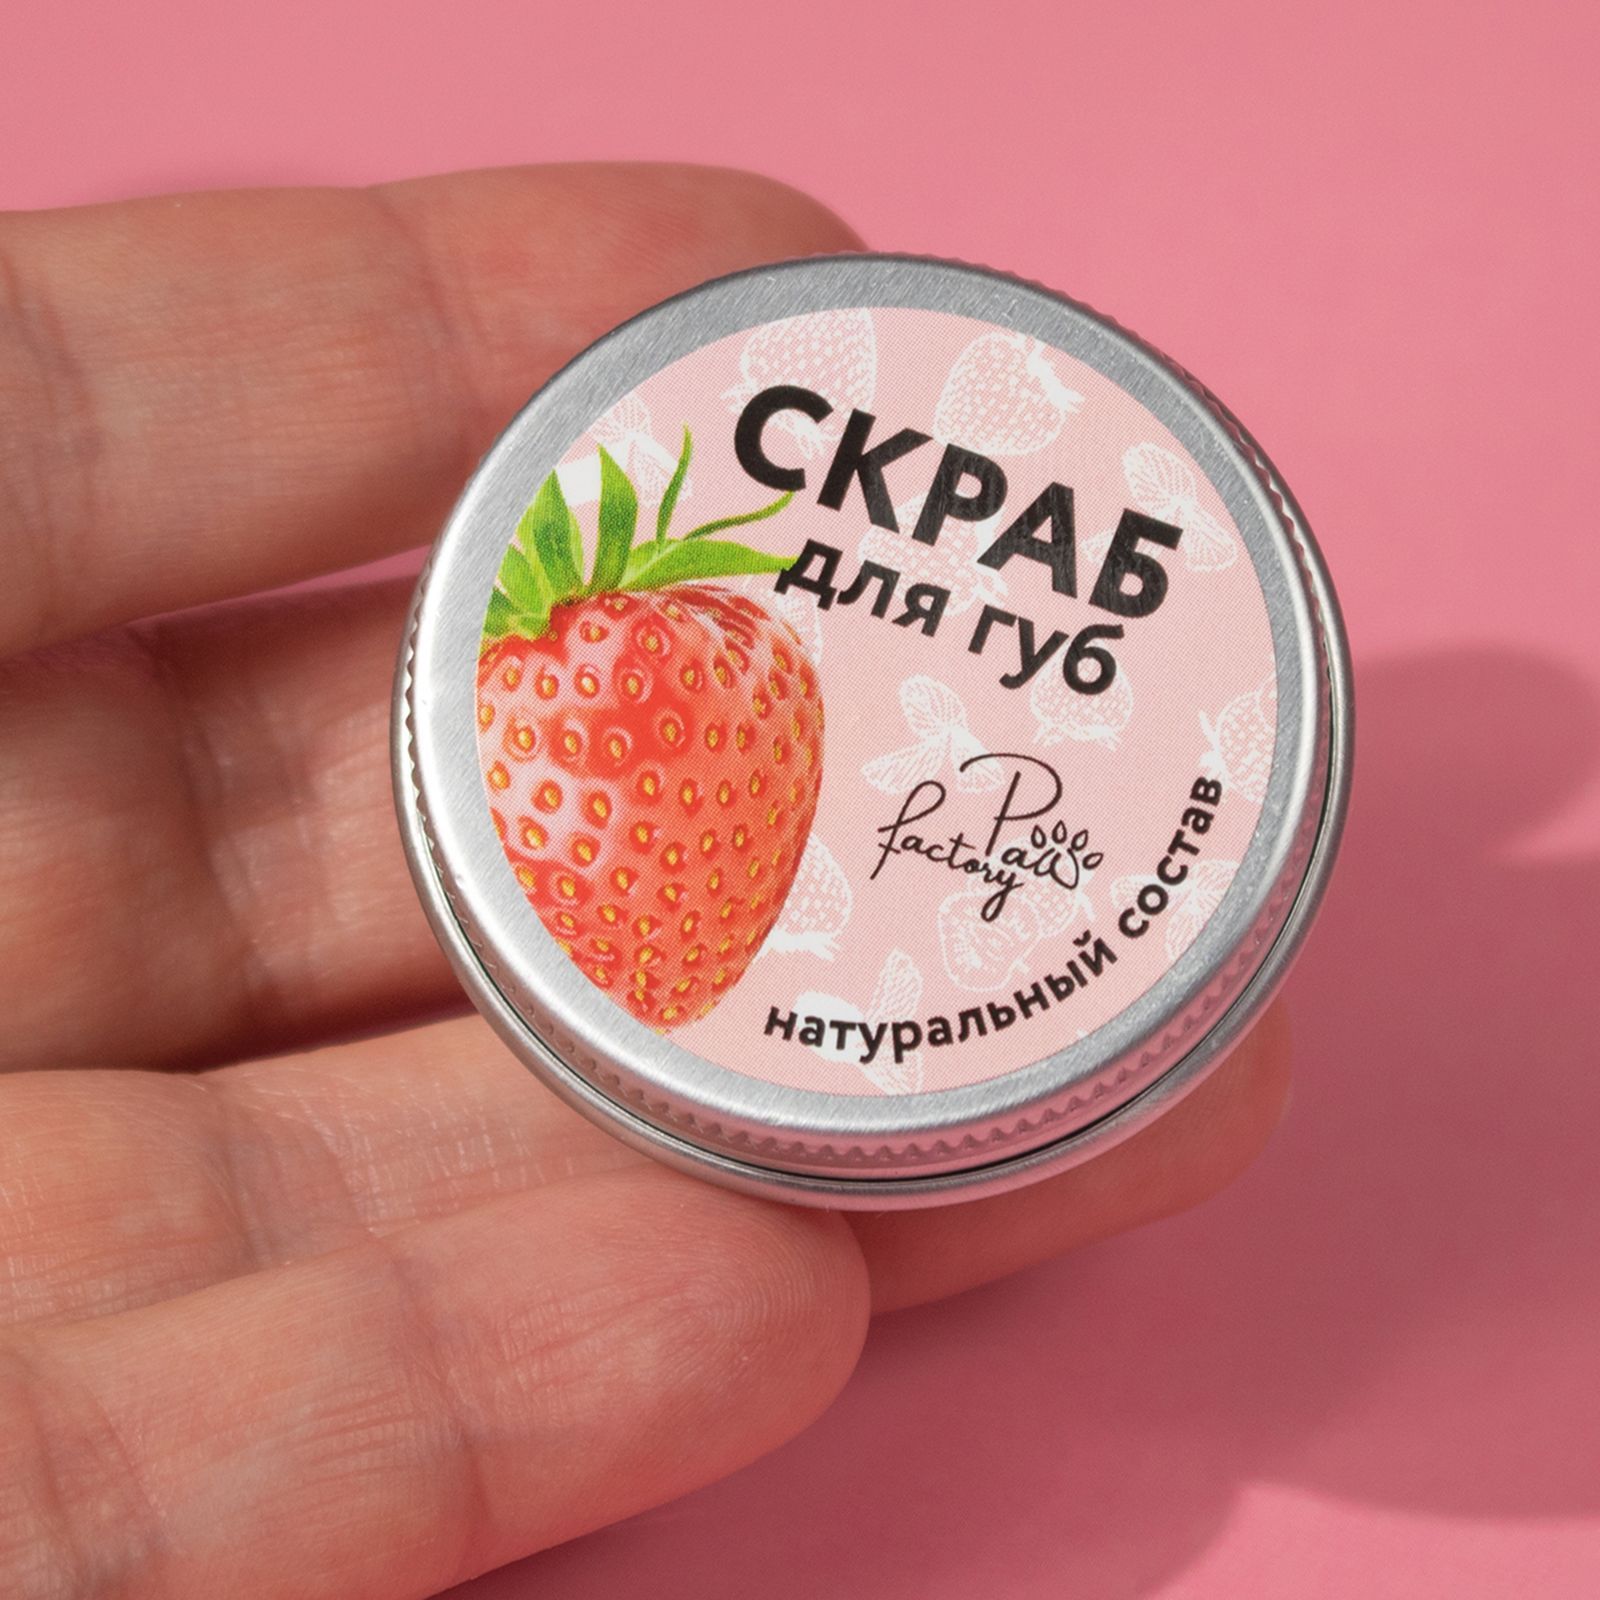 СКРАБ
для губ
Paw
factory
натуральный состав